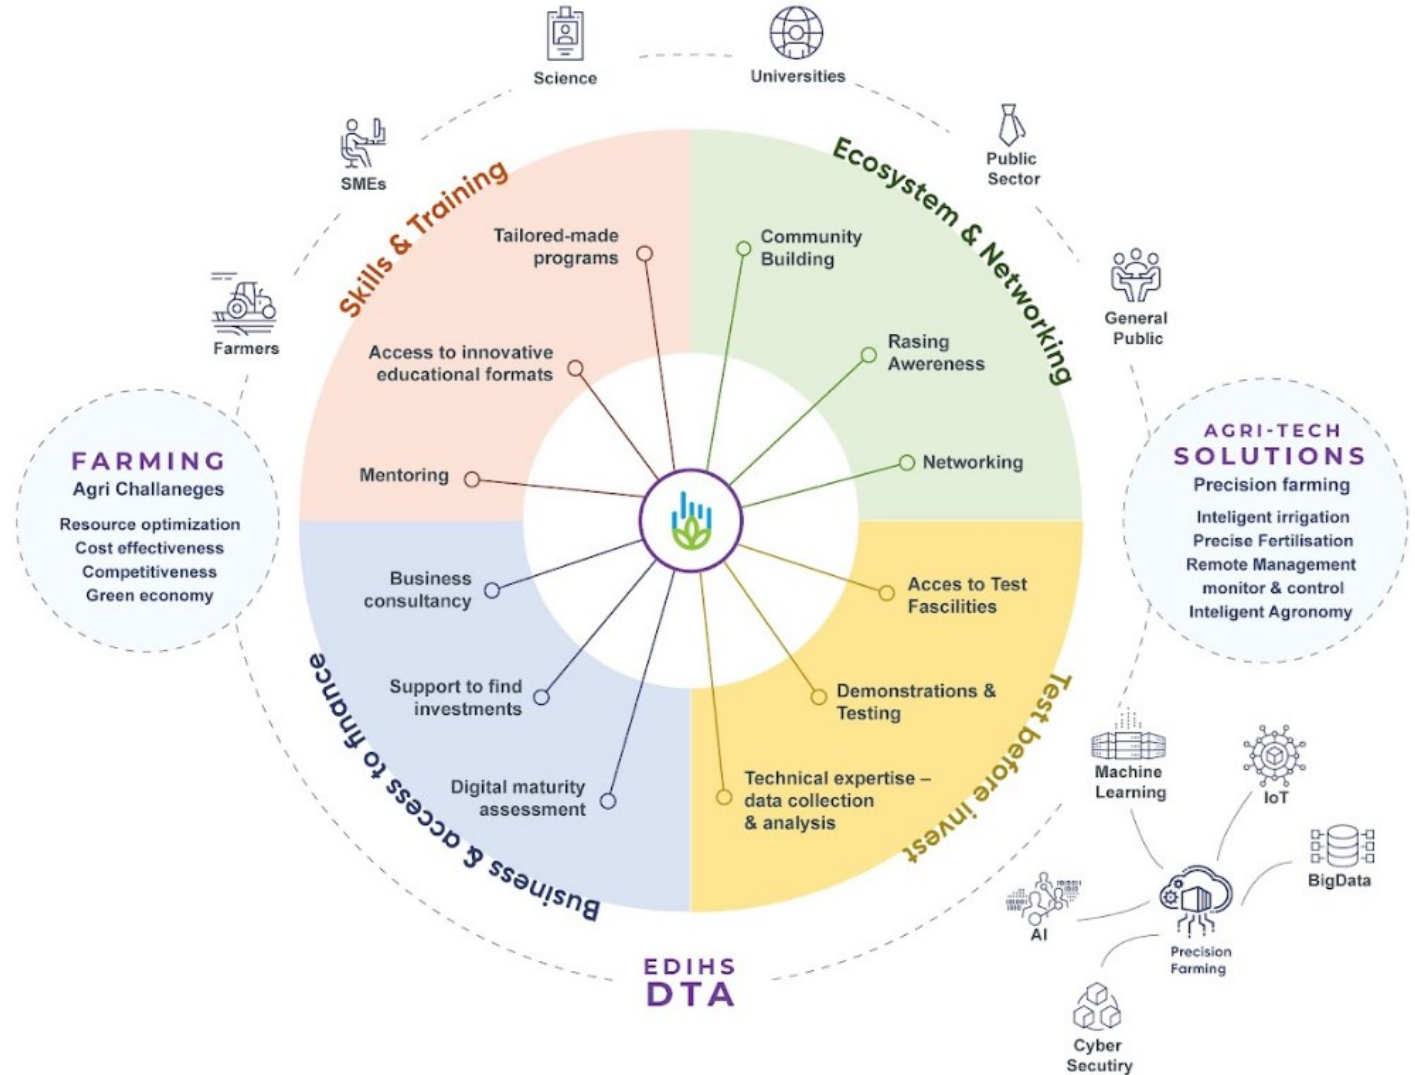 Science
Universities
SMEs
Public
Sector
Farmers
General
Public
Skills & Training
Tailored-made
programs
Access to innovative
educational formats
Mentoring
Ecosystem & Networking
Community
Building
Rasing
Awereness
Networking
FARMING
Agri Challaneges
Resource optimization
Cost effectiveness
Competitiveness
Green economy
AGRI-TECH
SOLUTIONS
Precision farming
Inteligent irrigation
Precise Fertilisation
Remote Management
monitor & control
Inteligent Agronomy
Business
consultancy
Support to find
investments
Digital maturity
assessment
Business & access to finance
Acces to Test
Fascilities
Demonstrations &
Testing
Technical expertise –
data collection
& analysis
Test before invest
Machine
Learning
IoT
BigData
AI
Precision
Farming
Cyber
Secutiry
EDIHS
DTA